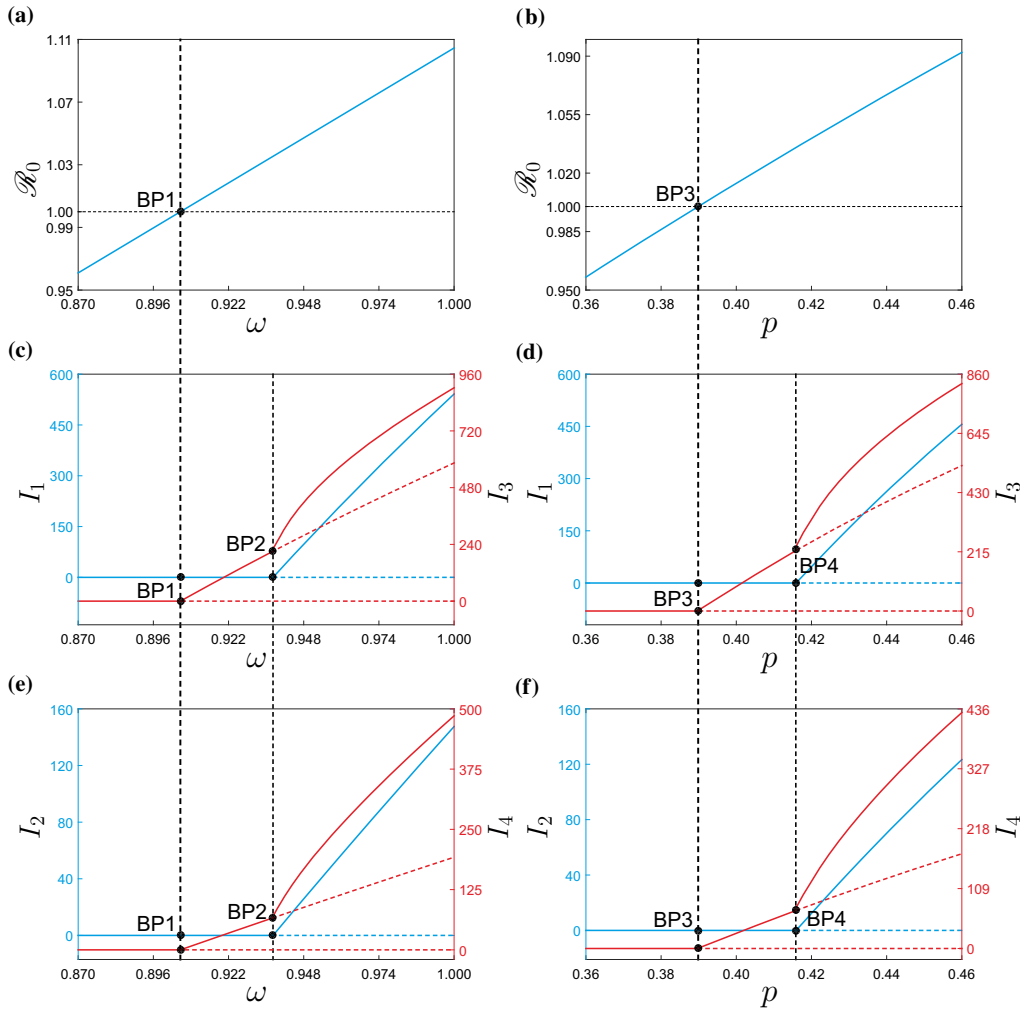 (a)
1.11
1.07
1.03
1.00
0.99
0.95
ℛ0
BP1
0.870
0.896
0.922
0.948
0.974
1.000
ω
(b)
1.090
1.055
1.020
1.000
0.985
0.950
ℛ0
BP3
0.36
0.38
0.40
0.42
0.44
0.46
p
(c)
600
450
300
150
0
I1
960
720
480
240
0
I3
BP2
BP1
0.870
0.896
0.922
0.948
0.974
1.000
ω
(d)
600
450
300
150
0
I1
860
645
430
215
0
I3
BP4
BP3
0.36
0.38
0.40
0.42
0.44
0.46
p
(e)
160
120
80
40
0
I2
500
375
250
125
0
I4
BP1
BP2
0.870
0.896
0.922
0.948
0.974
1.000
ω
(f)
160
120
80
40
0
I2
436
327
218
109
0
I4
BP3
BP4
0.36
0.38
0.40
0.42
0.44
0.46
p